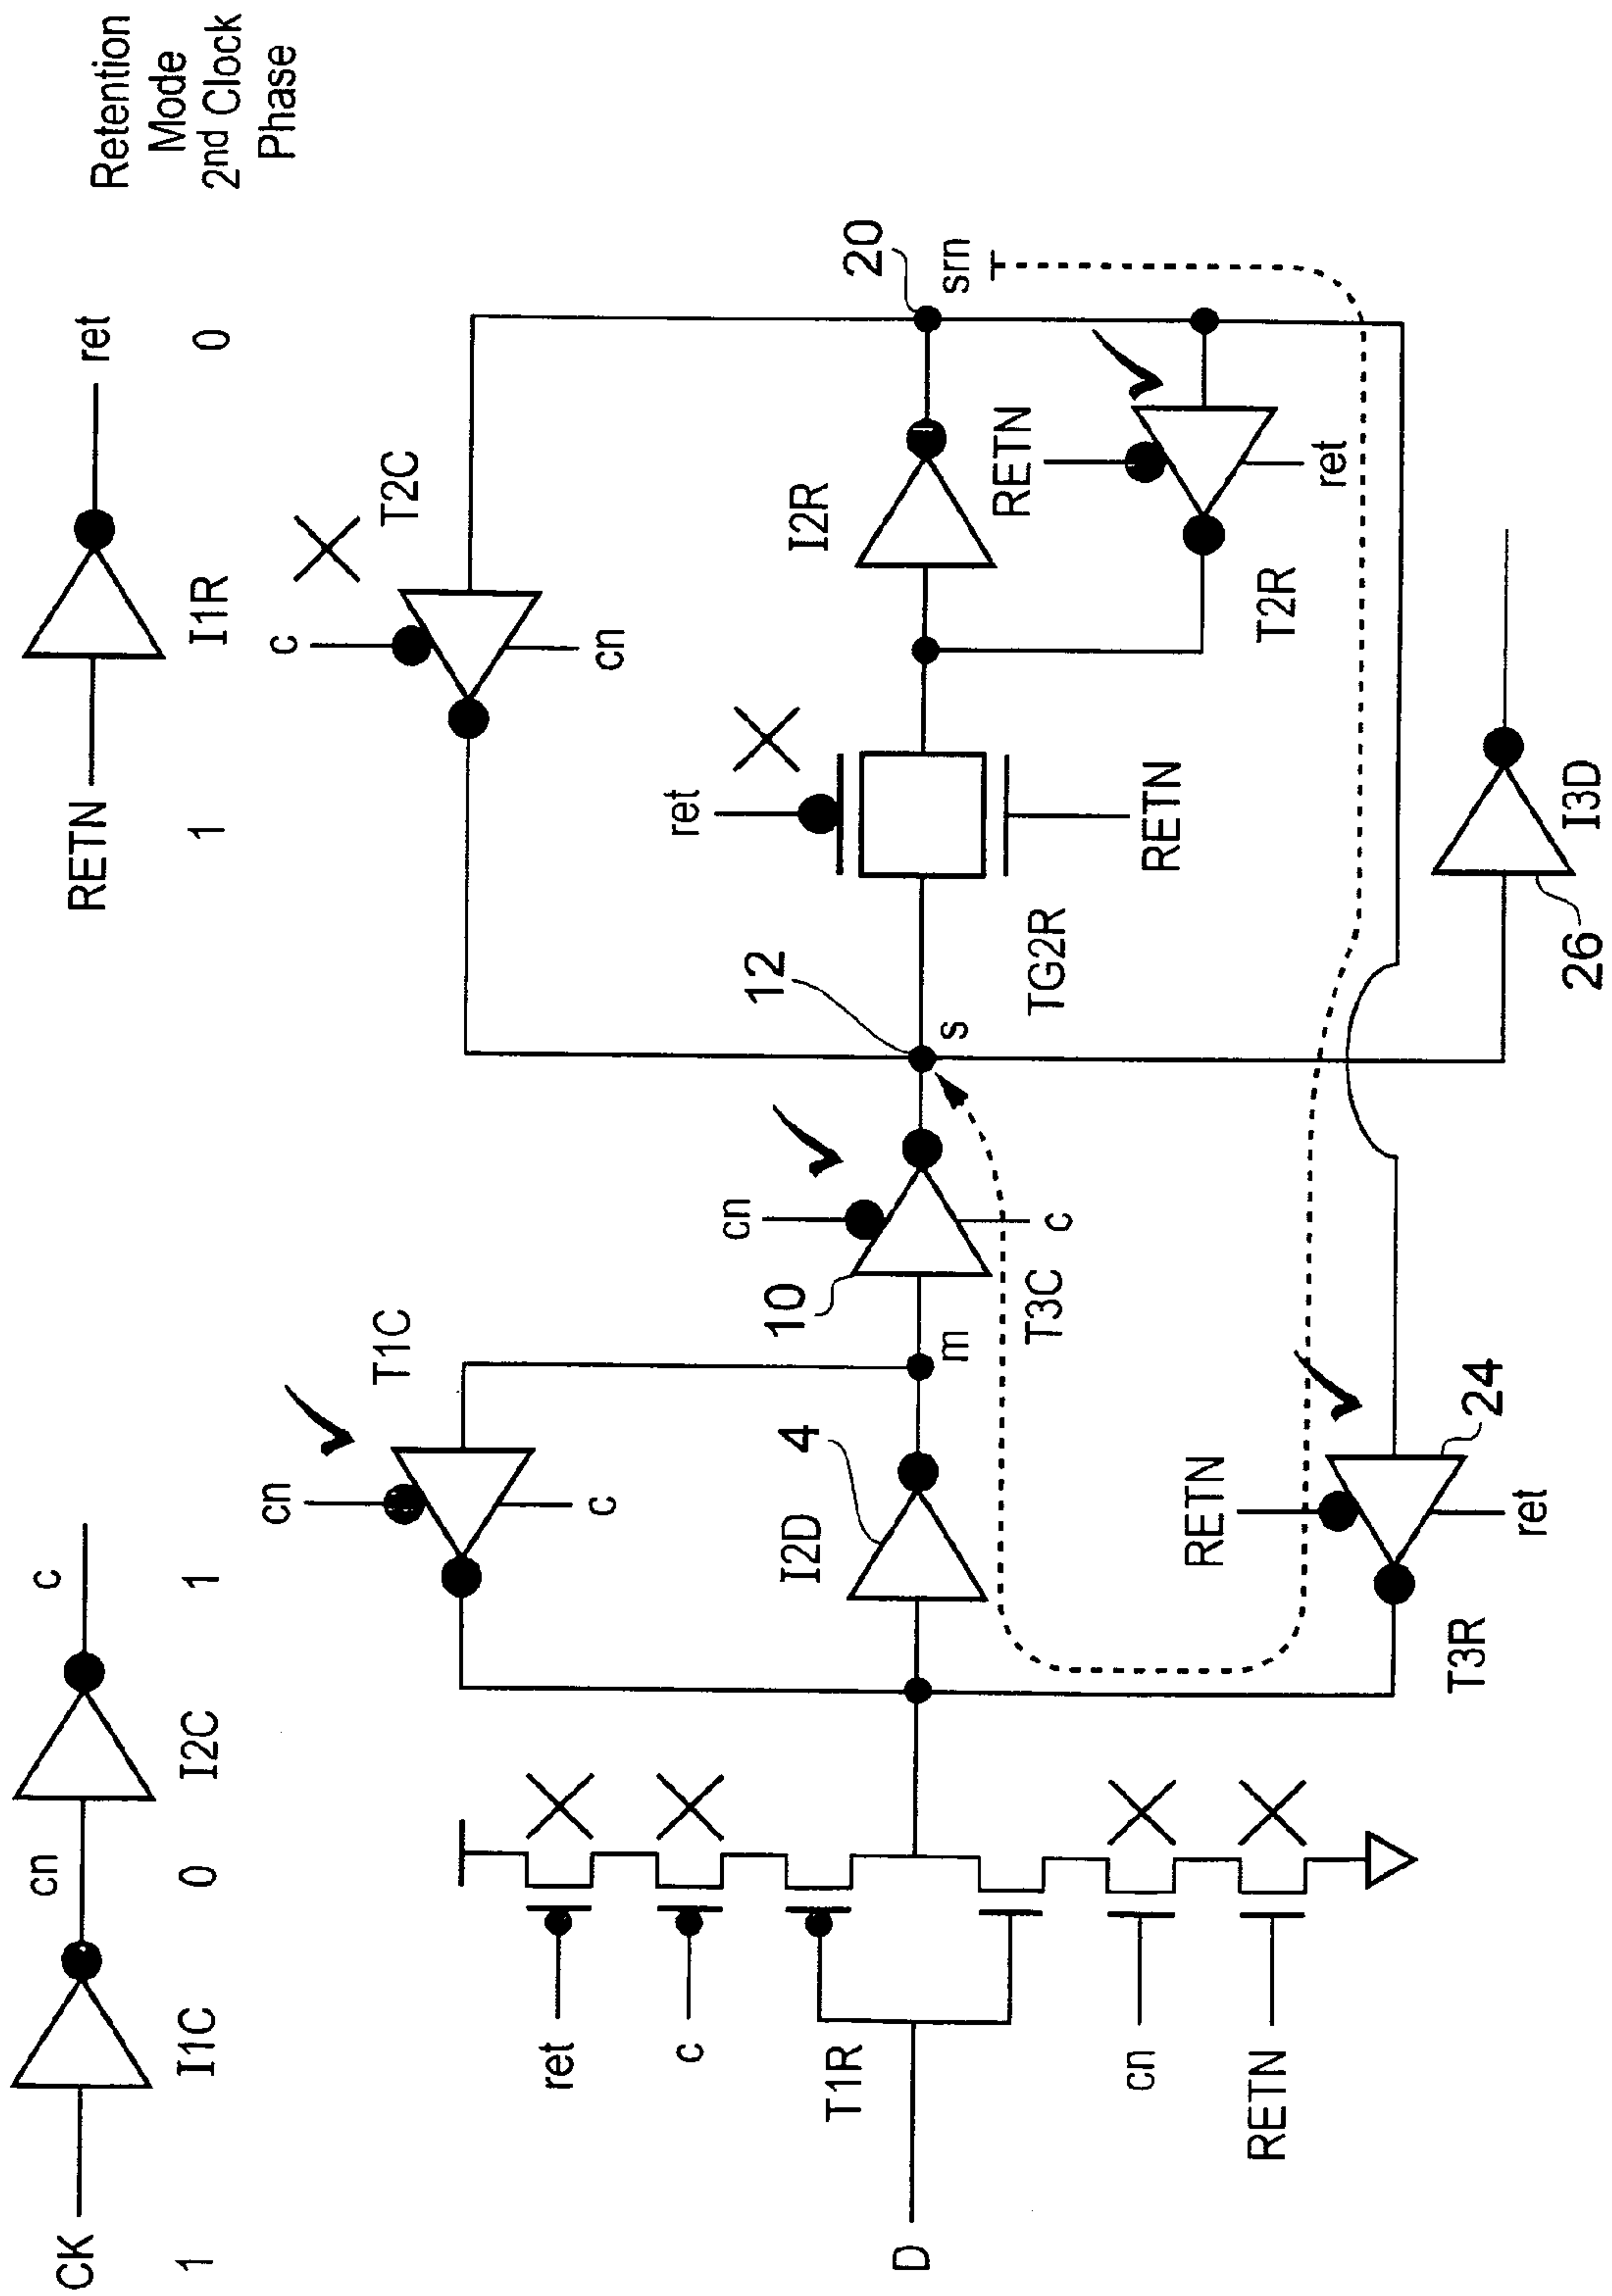 CK
I1C
cn
I2C
c
RETN
I1R
ret
Retention
Mode
2nd Clock
Phase
1
0
1
1
0
cn
T1C
c
c
T2C
cn
20
srn
ret
c
T1R
D
cn
RETN
4
I2D
m
10
cn
c
T3C
12
s
ret
TG2R
RETN
I2R
RETN
ret
T2R
RETN
ret
T3R
24
26
I3D